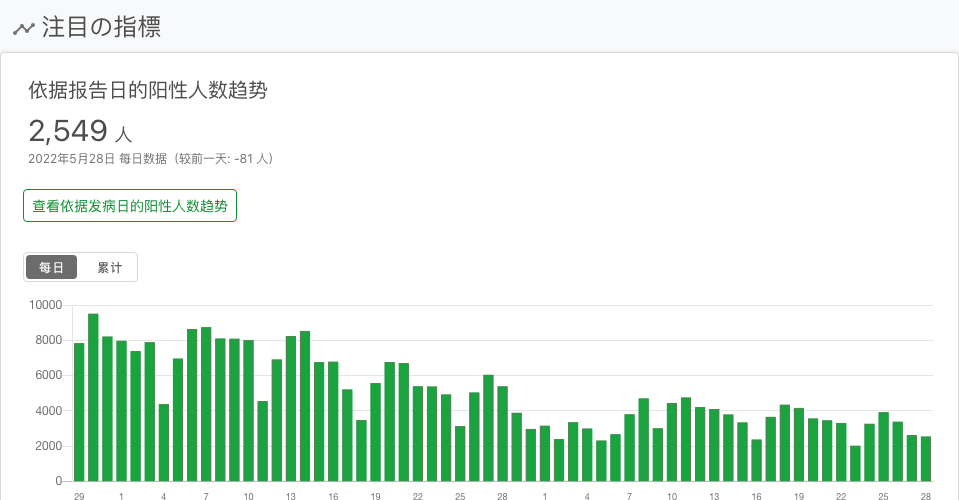 注目の指標
依据报告日的阳性人数趋势
2,549 人
2022年5月28日 每日数据（较前一天: -81 人）
查看依据发病日的阳性人数趋势
每日 累计
10000
8000
6000
4000
2000
0
29 1 4 7 10 13 16 19 22 25 28 1 4 7 10 13 16 19 22 25 28